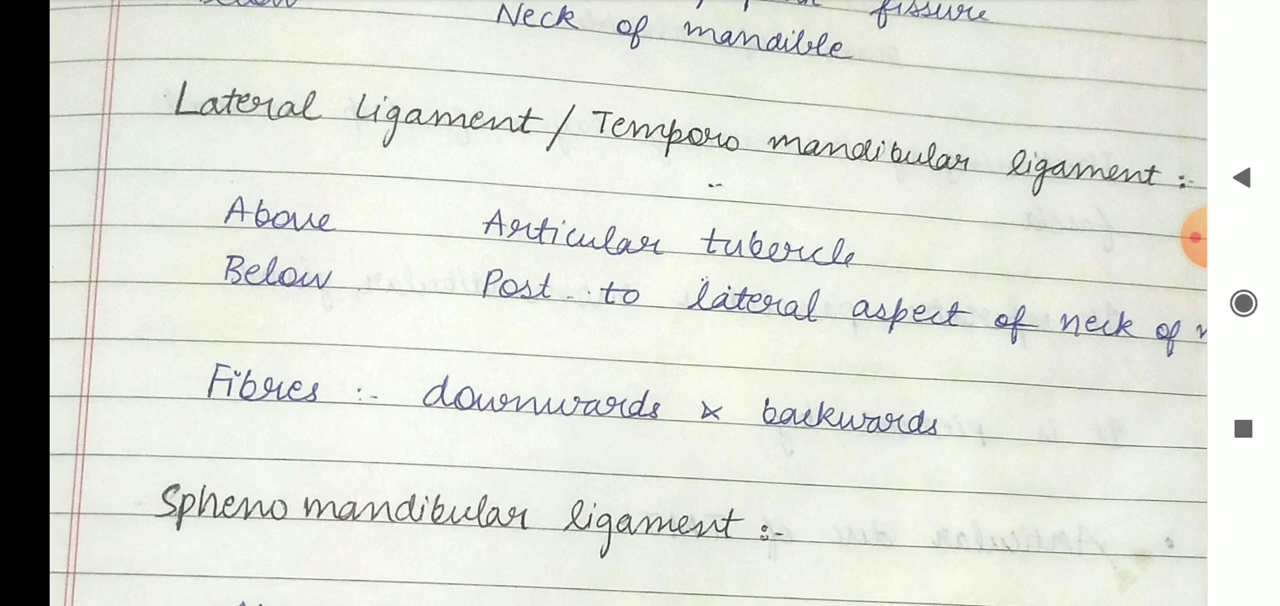 fissure
Neck of mandible
Lateral ligament / Temporo mandibular ligament :-
Above Articular tubercle
Below Post. to lateral aspect of neck of
Fibres :- downwards & backwards
Spheno mandibular ligament :-